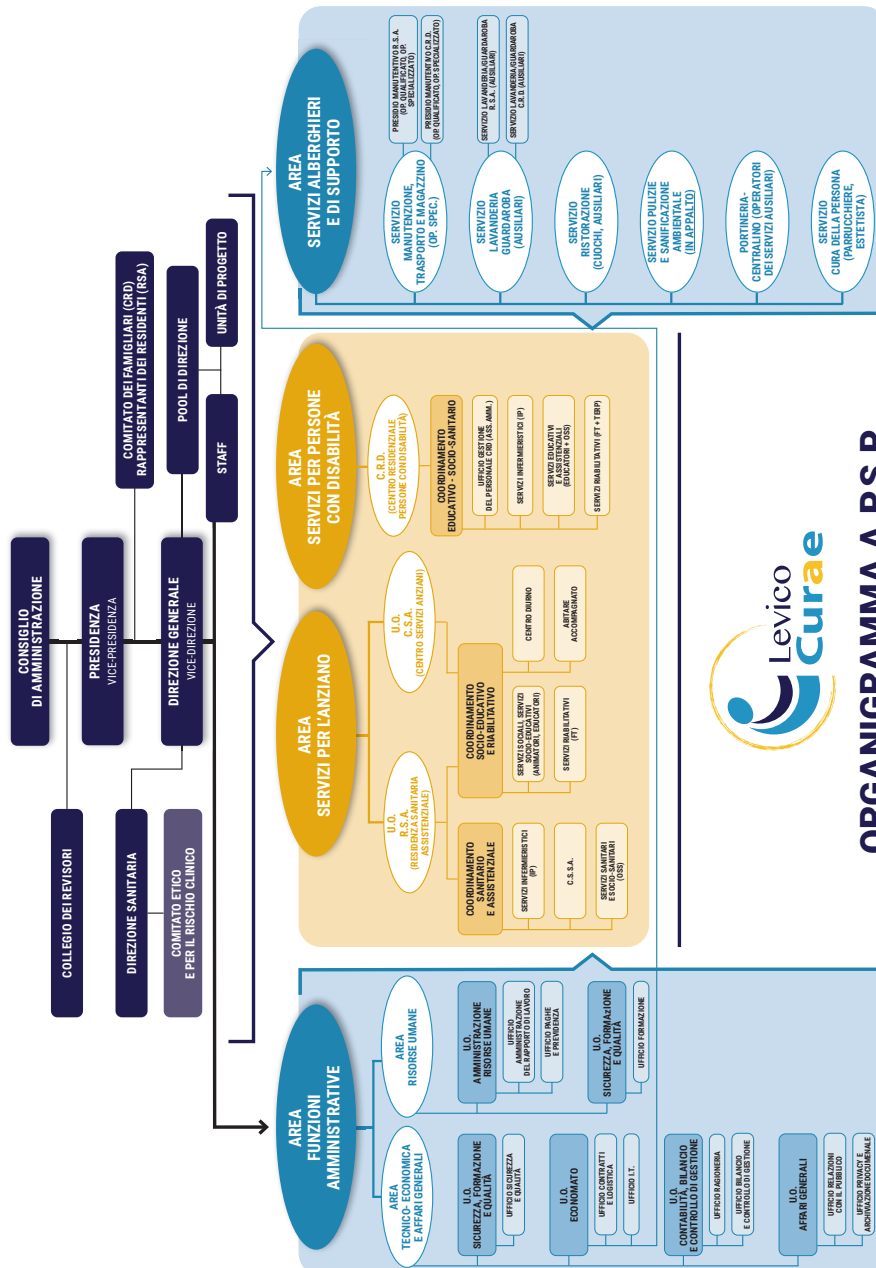 CONSIGLIO
DI AMMINISTRAZIONE
COLLEGIO DEI REVISORI
PRESIDENZA
VICE-PRESIDENZA
COMITATO DEI FAMIGLIARI (CRD)
RAPPRESENTANTI DEI RESIDENTI (RSA)
DIREZIONE SANITARIA
DIREZIONE GENERALE
VICE-DIREZIONE
POOL DI DIREZIONE
COMITATO ETICO
E PER IL RISCHIO CLINICO
STAFF
UNITÀ DI PROGETTO
AREA
FUNZIONI
AMMINISTRATIVE
AREA
TECNICO- ECONOMICA
E AFFARI GENERALI
AREA
RISORSE UMANE
U.O.
SICUREZZA, FORMAZIONE
E QUALITÀ
UFFICIO SICUREZZA
E QUALITÀ
U.O.
ECONOMATO
UFFICIO CONTRATTI
E LOGISTICA
UFFICIO I.T.
U.O.
CONTABILITÀ, BILANCIO
E CONTROLLO DI GESTIONE
UFFICIO RAGIONERIA
UFFICIO BILANCIO
E CONTROLLO DI GESTIONE
U.O.
AFFARI GENERALI
UFFICIO RELAZIONI
CON IL PUBBLICO
UFFICIO PRIVACY E
ARCHIVIAZIONE DOCUMENALE
U.O.
AMMINISTRAZIONE
RISORSE UMANE
UFFICIO
AMMINISTRAZIONE
DEL RAPPORTO DI LAVORO
UFFICIO PAGHE
E PREVIDENZA
U.O.
SICUREZZA, FORMAzIONE
E QUALITÀ
UFFICIO FORMAZIONE
AREA
SERVIZI PER L'ANZIANO
U.O.
R.S.A.
(RESIDENZA SANITARIA
ASSISTENZIALE)
U.O.
C.S.A.
(CENTRO SERVIZI ANZIANI)
COORDINAMENTO
SANITARIO
E ASSISTENZIALE
SERVIZI INFERMIERISTICI
(IP)
C.S.S.A.
SERVIZI SANITARI
E SOCIO-SANITARI
(OSS)
COORDINAMENTO
SOCIO-EDUCATIVO
E RIABILITATIVO
SERVIZI SOCIALI, SERVIZI
SOCIO-EDUCATIVI
(ANIMATORI, EDUCATORI)
SERVIZI RIABILITATIVI
(FT)
CENTRO DIURNO
ABITARE
ACCOMPAGNATO
AREA
SERVIZI PER PERSONE
CON DISABILITÀ
C.R.D.
(CENTRO RESIDENZIALE
PERSONE CON DISABILITÀ)
COORDINAMENTO
EDUCATIVO - SOCIO-SANITARIO
UFFICIO GESTIONE
DEL PERSONALE CRD (ASS. AMM.)
SERVIZI INFERMIERISTICI (IP)
SERVIZI EDUCATIVI
E ASSISTENZIALI
(EDUCATORI + OSS)
SERVIZI RIABILITATIVI (FT + TERP)
AREA
SERVIZI ALBERGHIERI
E DI SUPPORTO
SERVIZIO
MANUTENZIONE,
TRASPORTO E MAGAZZINO
(OP. SPEC.)
PRESIDIO MANUTENTIVO R.S.A.
(OP. QUALIFICATO, OP.
SPECIALIZZATO)
PRESIDIO MANUTENTIVO C.R.D.
(OP. QUALIFICATO, OP. SPECIALIZZATO)
SERVIZIO
LAVANDERIA
GUARDAROBA
(AUSILIARI)
SERVIZIO LAVANDERIA/GUARDAROBA
R.S.A. (AUSILIARI)
SERVIZIO LAVANDERIA/GUARDAROBA
C.R.D. (AUSILIARI)
SERVIZIO
RISTORAZIONE
(CUOCHI, AUSILIARI)
SERVIZIO PULIZIE
E SANIFICAZIONE
AMBIENTALE
(IN APPALTO)
PORTINERIA-
CENTRALINO (OPERATORI
DEI SERVIZI AUSILIARI)
SERVIZIO
CURA DELLA PERSONA
(PARRUCCHIERE,
ESTETISTA)
Levico
Curae
ORGANIGRAMMA A.P.S.P.